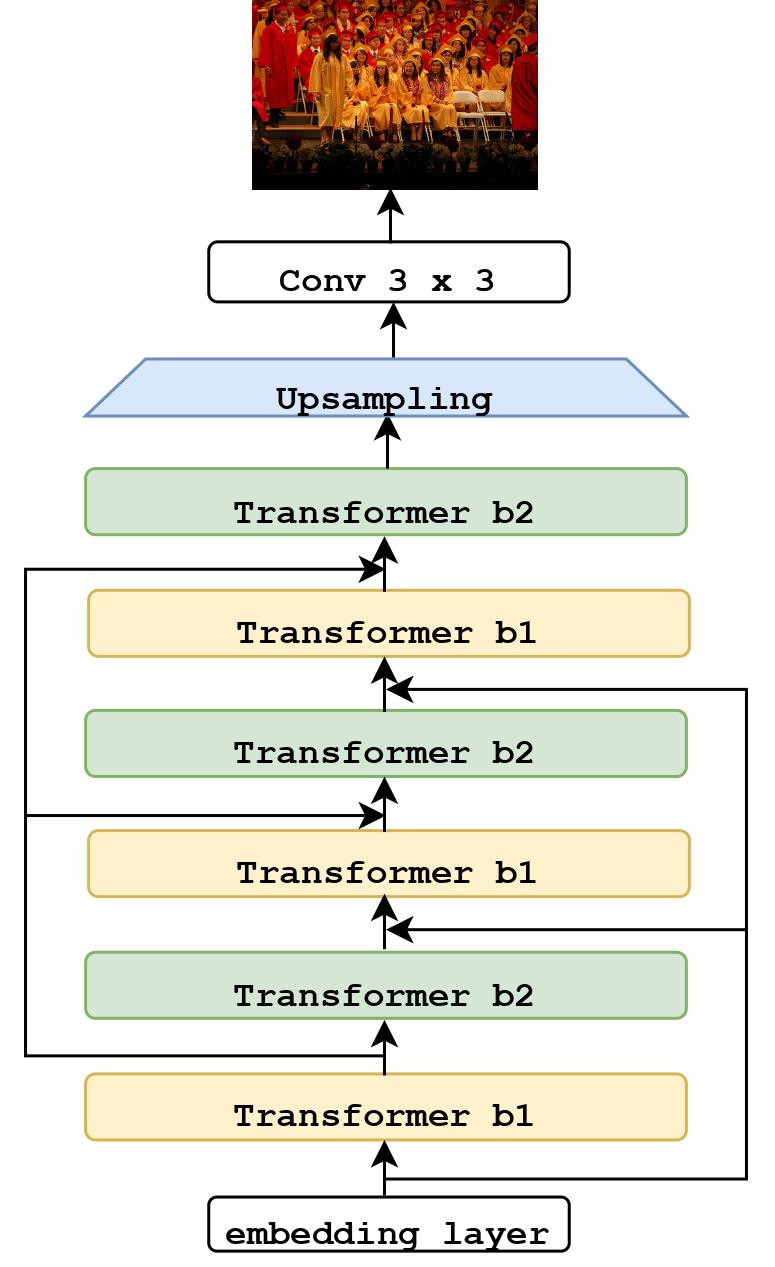 Conv 3 x 3
Upsampling
Transformer b2
Transformer b1
Transformer b2
Transformer b1
Transformer b2
Transformer b1
embedding layer